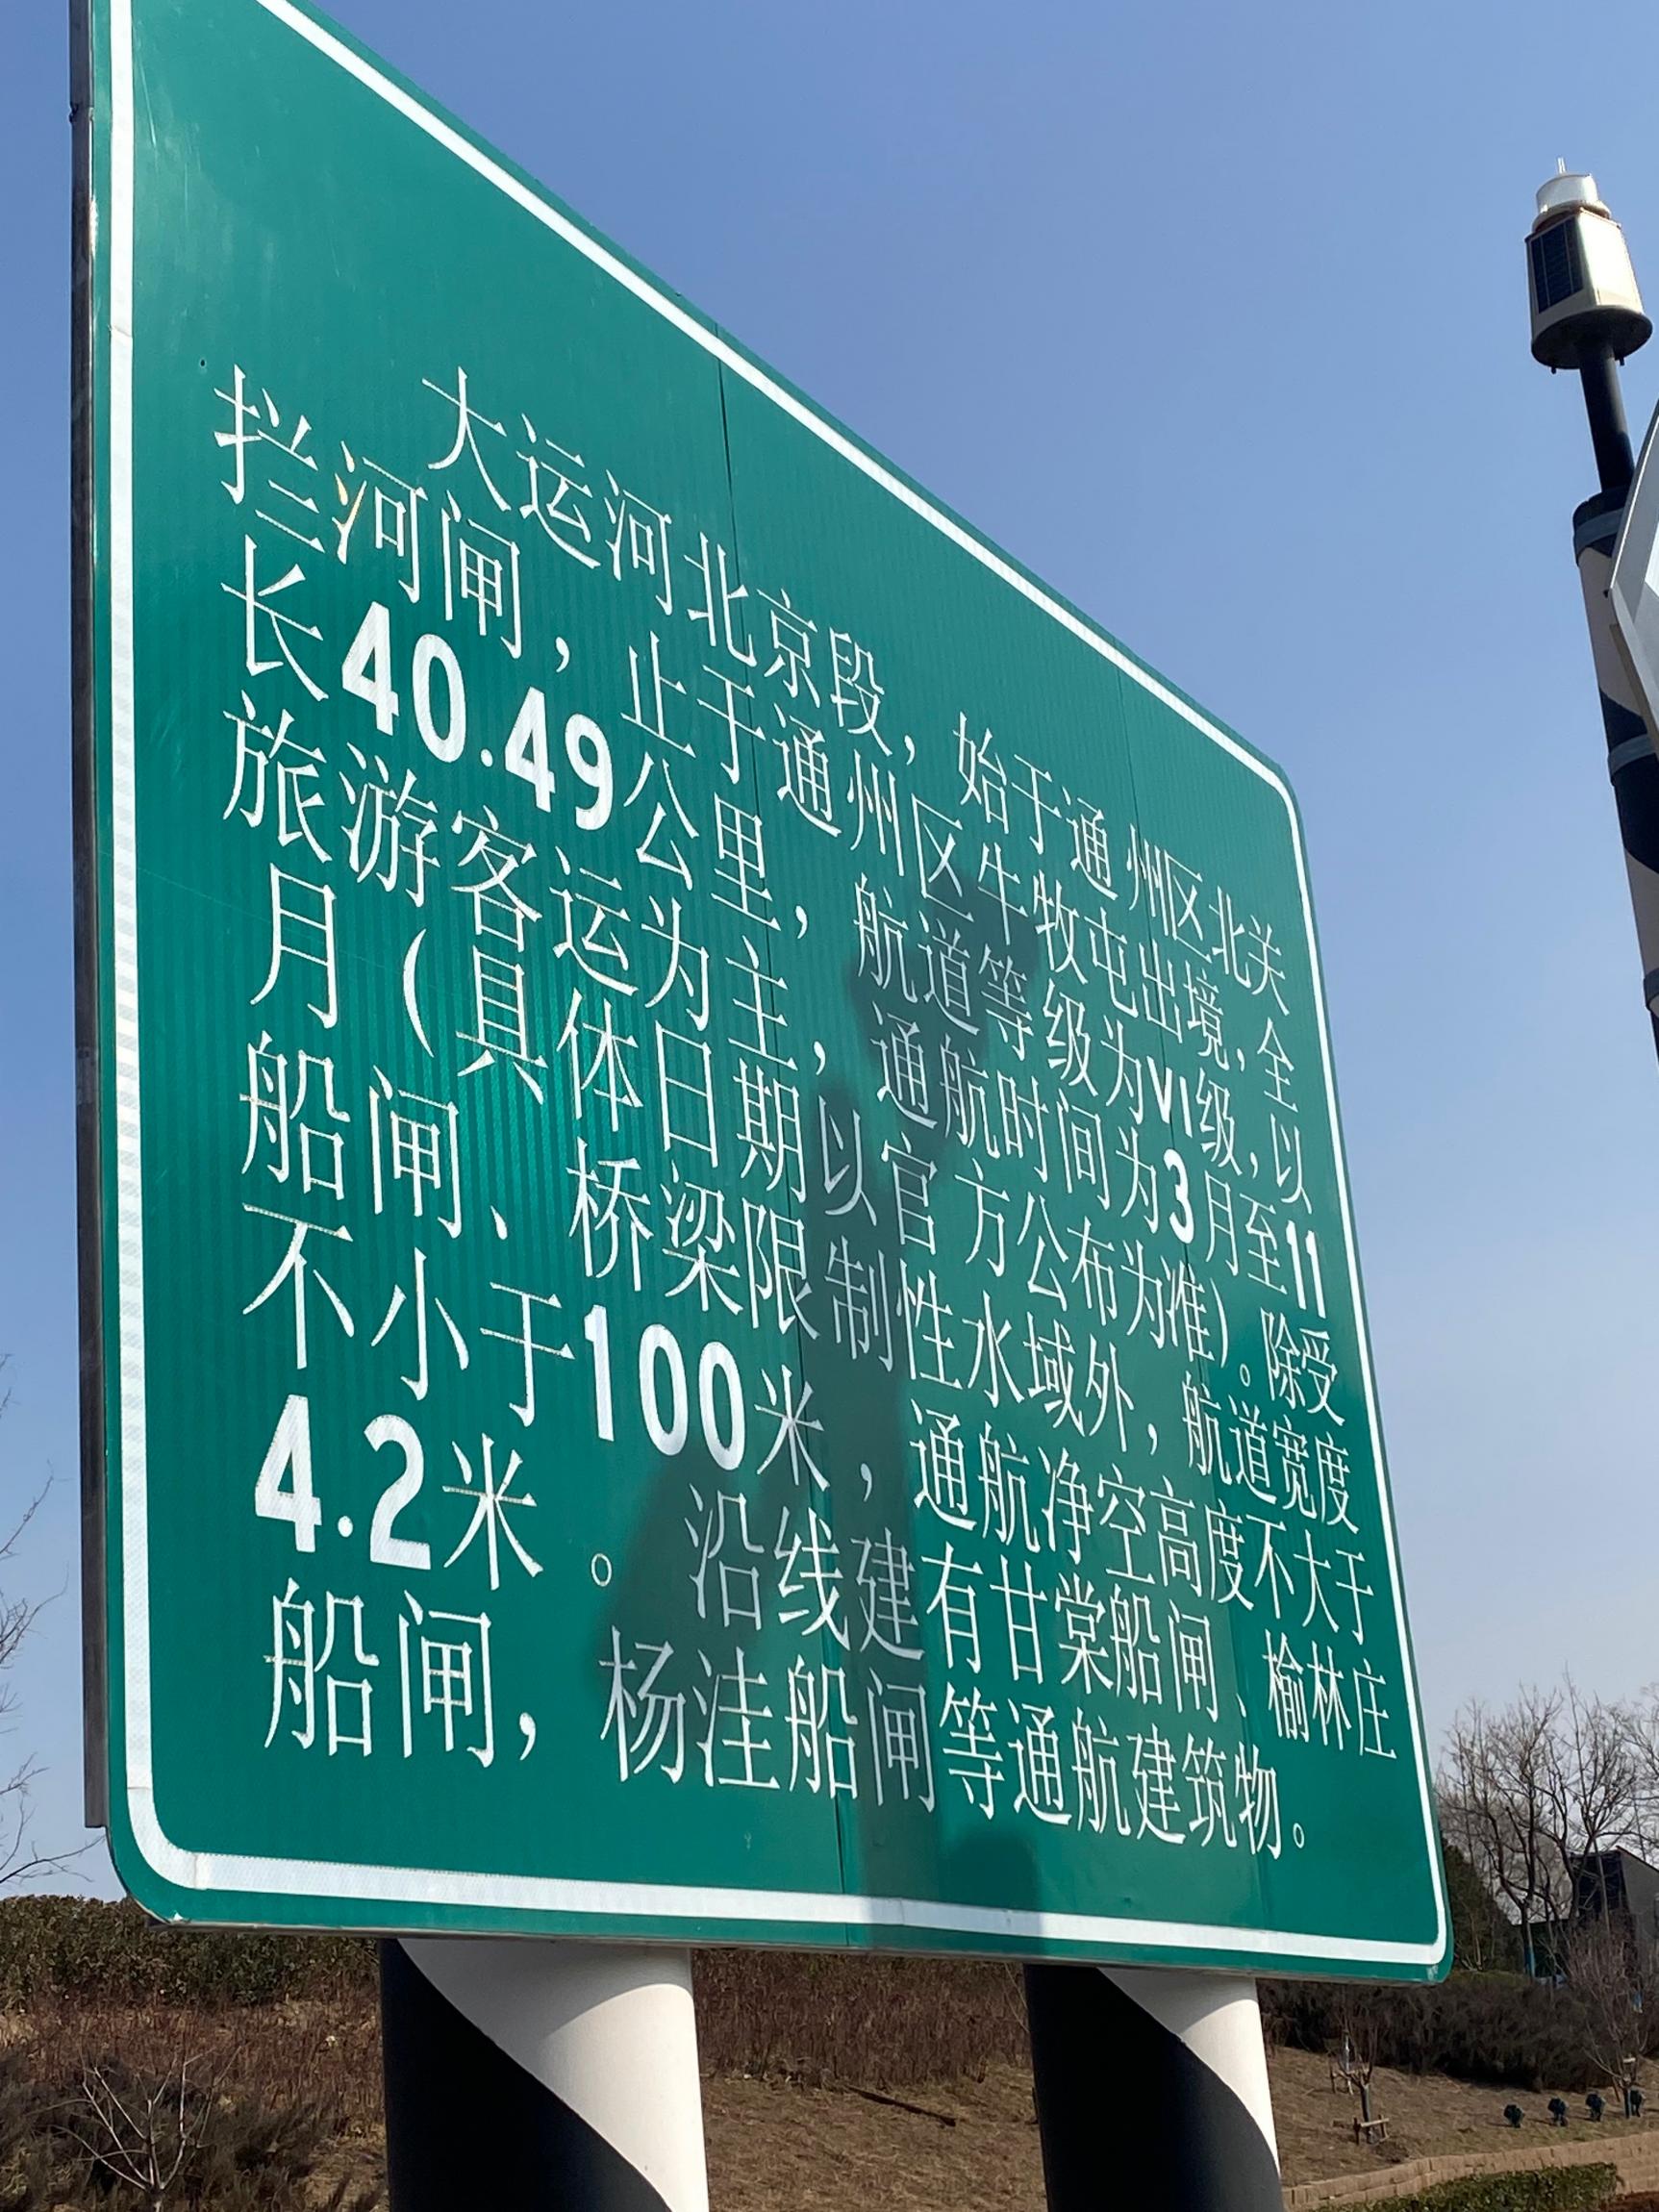 大运河北京段，始于通州区北关
拦河闸，止于通州区牛牧屯出境，全
长40.49公里，航道等级为VI级，以
旅游客运为主，通航时间为3月至11
月（具体日期以官方公布为准）。除受
船闸、桥梁限制性水域外，航道宽度
不小于100米，通航净空高度不大于
4.2米。沿线建有甘棠船闸、榆林庄
船闸，杨洼船闸等通航建筑物。